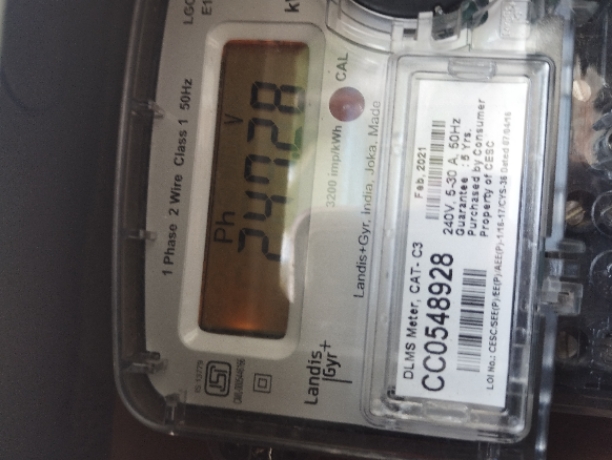 1 Phase 2 Wire Class 1 50Hz
Ph V
247.28
3200 imp/kWh CAL
Landis+Gyr, India, Joka, Made
IS 13779
Landis
Gyr+
DLMS Meter, CAT- C3
CC0548928
Feb, 2021
240V, 5-30 A, 50Hz
Guarantee : 5 Yrs.
Purchased by Consumer
Property of CESC